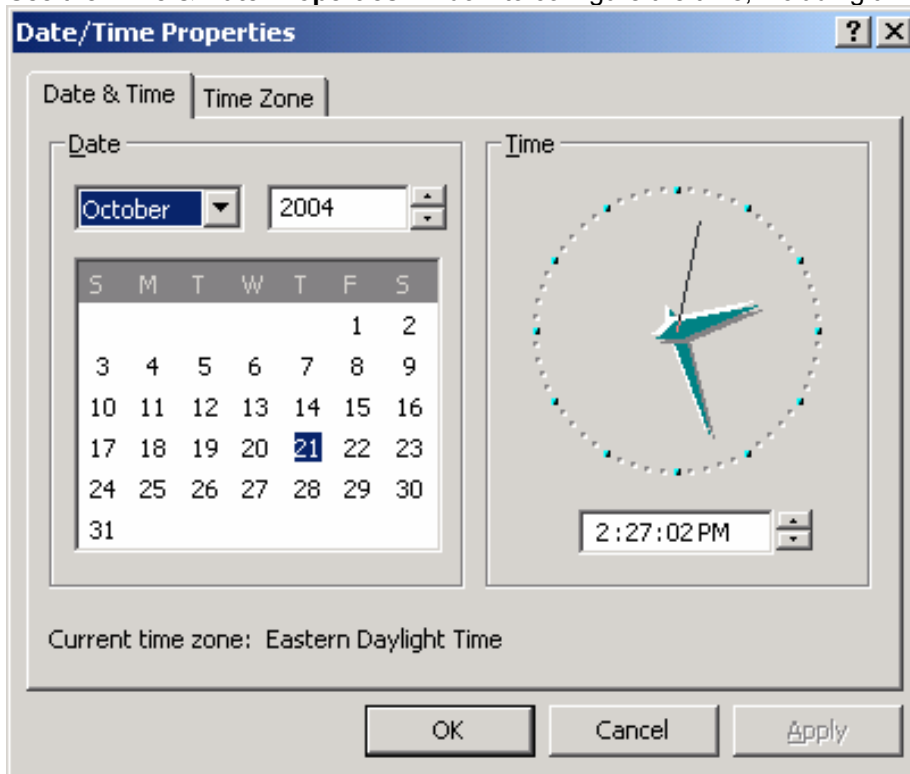 Date/Time Properties
Date & Time
Time Zone
Date
October
2004
S M T W T F S
1 2
3 4 5 6 7 8 9
10 11 12 13 14 15 16
17 18 19 20 21 22 23
24 25 26 27 28 29 30
31
Time
2:27:02 PM
Current time zone: Eastern Daylight Time
OK
Cancel
Apply